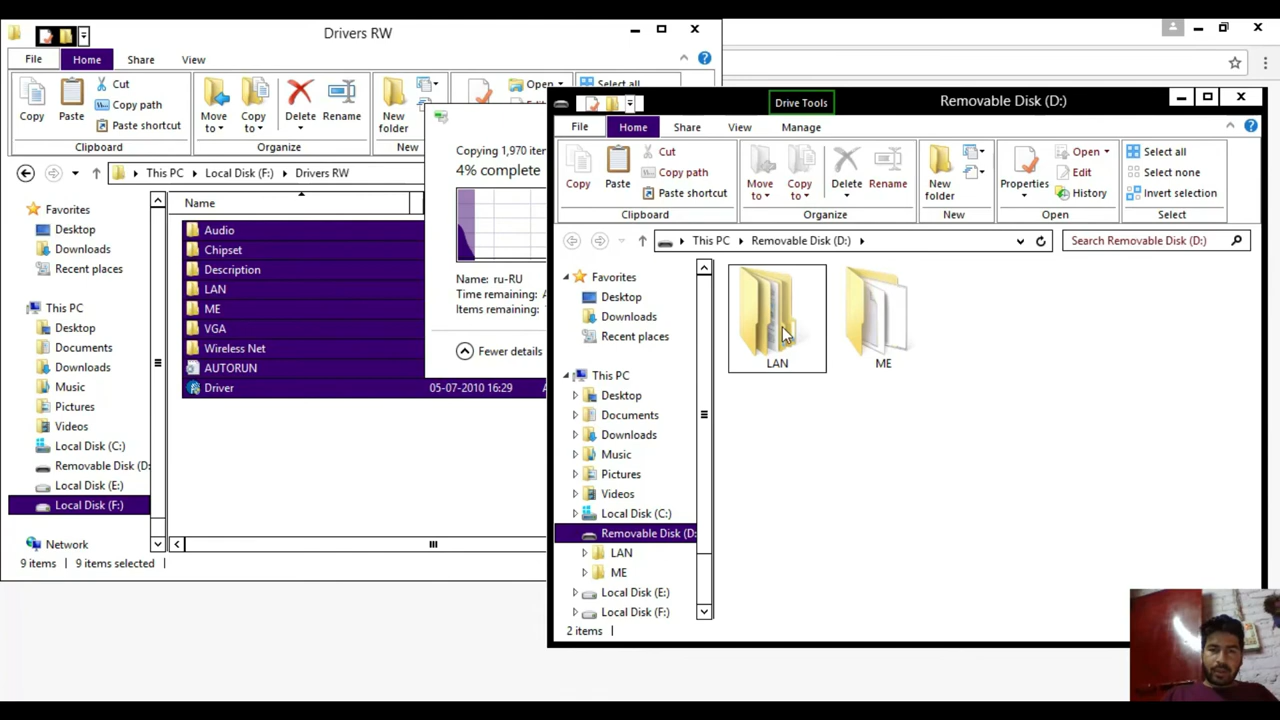 Drivers RW
File Home Share View
Copy Paste Cut Copy path Paste shortcut
Move to Copy to Delete Rename
New folder Open Select all
Clipboard Organize New
This PC Local Disk (F:) Drivers RW
Favorites
Desktop
Downloads
Recent places
This PC
Desktop
Documents
Downloads
Music
Pictures
Videos
Local Disk (C:)
Removable Disk (D:
Local Disk (E:)
Local Disk (F:)
Network
Name
Audio
Chipset
Description
LAN
ME
VGA
Wireless Net
AUTORUN
Driver 05-07-2010 16:29
9 items 9 items selected
Copying 1,970 iter
4% complete
Name: ru-RU
Time remaining:
Items remaining:
Fewer details
Drive Tools Removable Disk (D:)
File Home Share View Manage
Copy Paste Cut Copy path Paste shortcut
Move to Copy to Delete Rename
New folder
Properties Open Edit History
Select all Select none Invert selection
Clipboard Organize New Open Select
This PC Removable Disk (D:) Search Removable Disk (D:)
Favorites
Desktop
Downloads
Recent places
This PC
Desktop
Documents
Downloads
Music
Pictures
Videos
Local Disk (C:)
Removable Disk (D:
LAN
ME
Local Disk (E:)
Local Disk (F:)
LAN ME
2 items